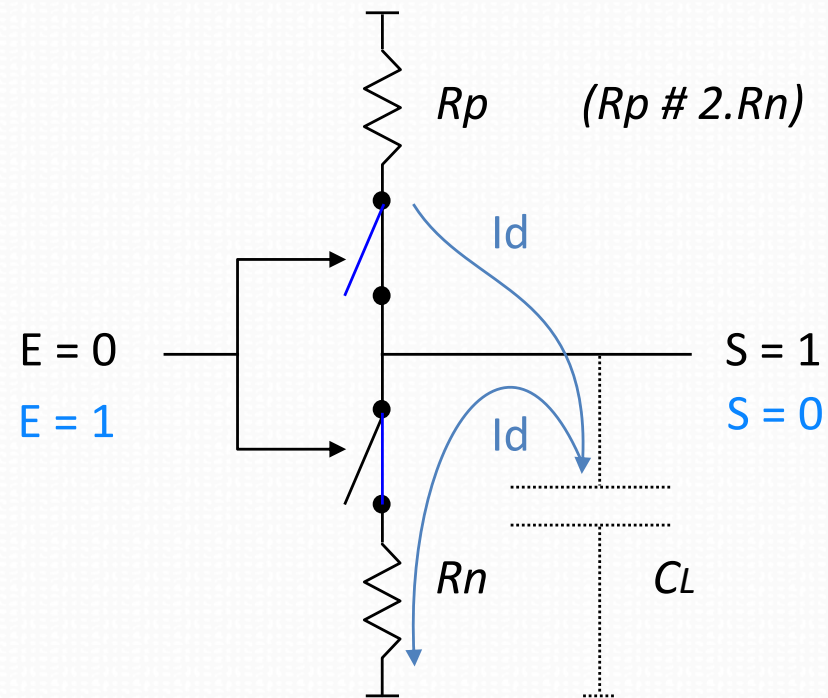 Rp (Rp # 2.Rn)
Id
E = 0 S = 1
E = 1 S = 0
Id
Rn CL